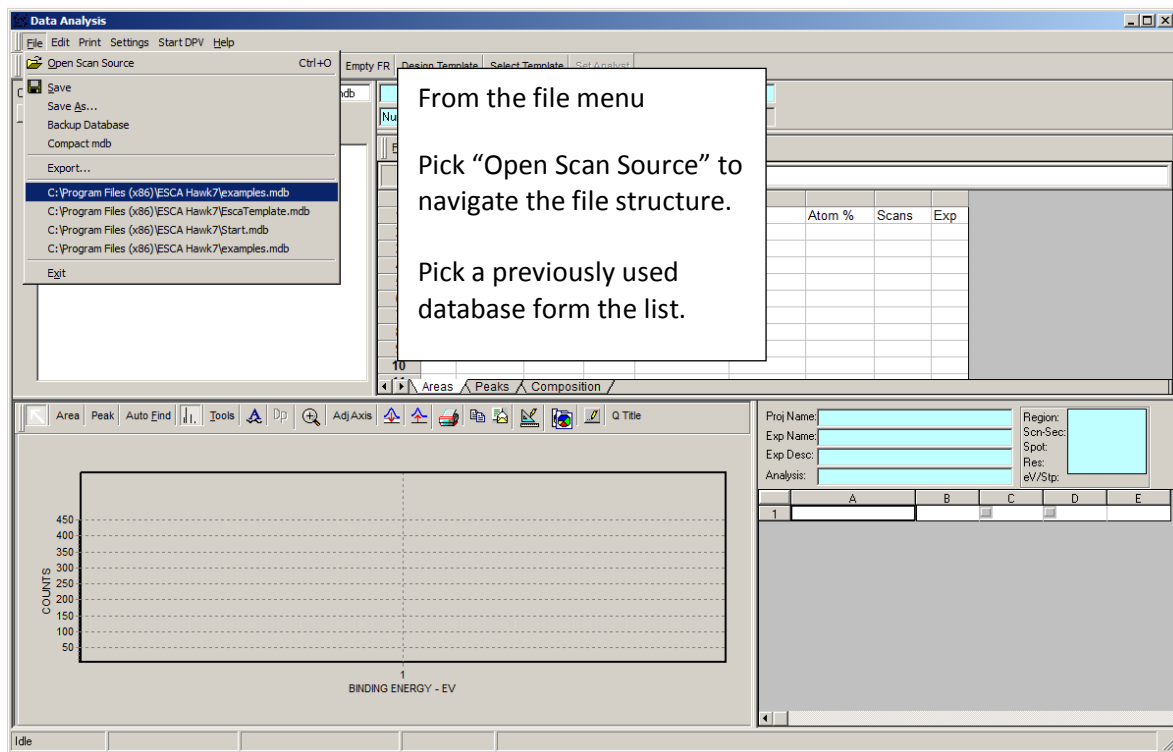 Data Analysis
File Edit Print Settings Start DPV Help
Open Scan Source Ctrl+O
Empty FR Design Template Select Template Set Analyst
Save
Save As...
Backup Database
Compact mdb
Export...
C:\Program Files (x86)\ESCA Hawk7\examples.mdb
C:\Program Files (x86)\ESCA Hawk7\EscaTemplate.mdb
C:\Program Files (x86)\ESCA Hawk7\Start.mdb
C:\Program Files (x86)\ESCA Hawk7\examples.mdb
Exit
From the file menu
Pick “Open Scan Source” to
navigate the file structure.
Pick a previously used
database form the list.
Atom % Scans Exp
10
Areas Peaks Composition
Area Peak Auto Find Tools Dp Adj Axis Q Title
450
400
350
300
250
200
150
100
50
COUNTS
1
BINDING ENERGY - EV
Proj Name:
Exp Name:
Exp Desc:
Analysis:
Region:
Scn-Sec:
Spot:
Res:
eV/Stp:
A B C D E
1
Idle